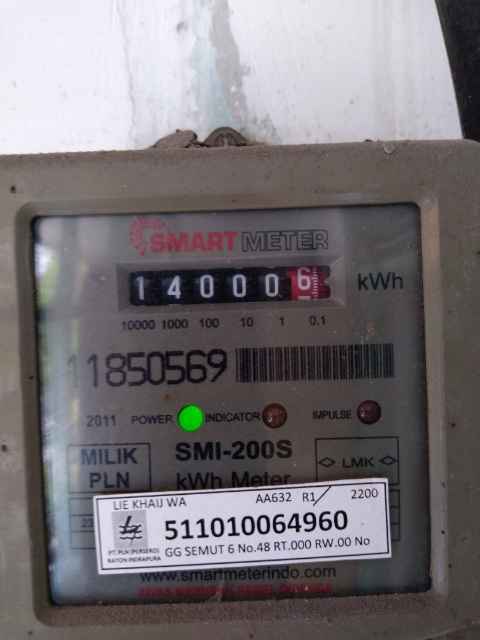 SMART METER
140006 kWh
10000 1000 100 10 1 0.1
11850569
2011 POWER INDICATOR IMPULSE
MILIK
PLN
SMI-200S
kWh Meter
LMK
LIE KHAIJ WA AA632 R1/ 2200
511010064960
PT. PLN (PERSERO)
RAYON INDRAPURA
GG SEMUT 6 No.48 RT.000 RW.00 No
www.smartmeterindo.com